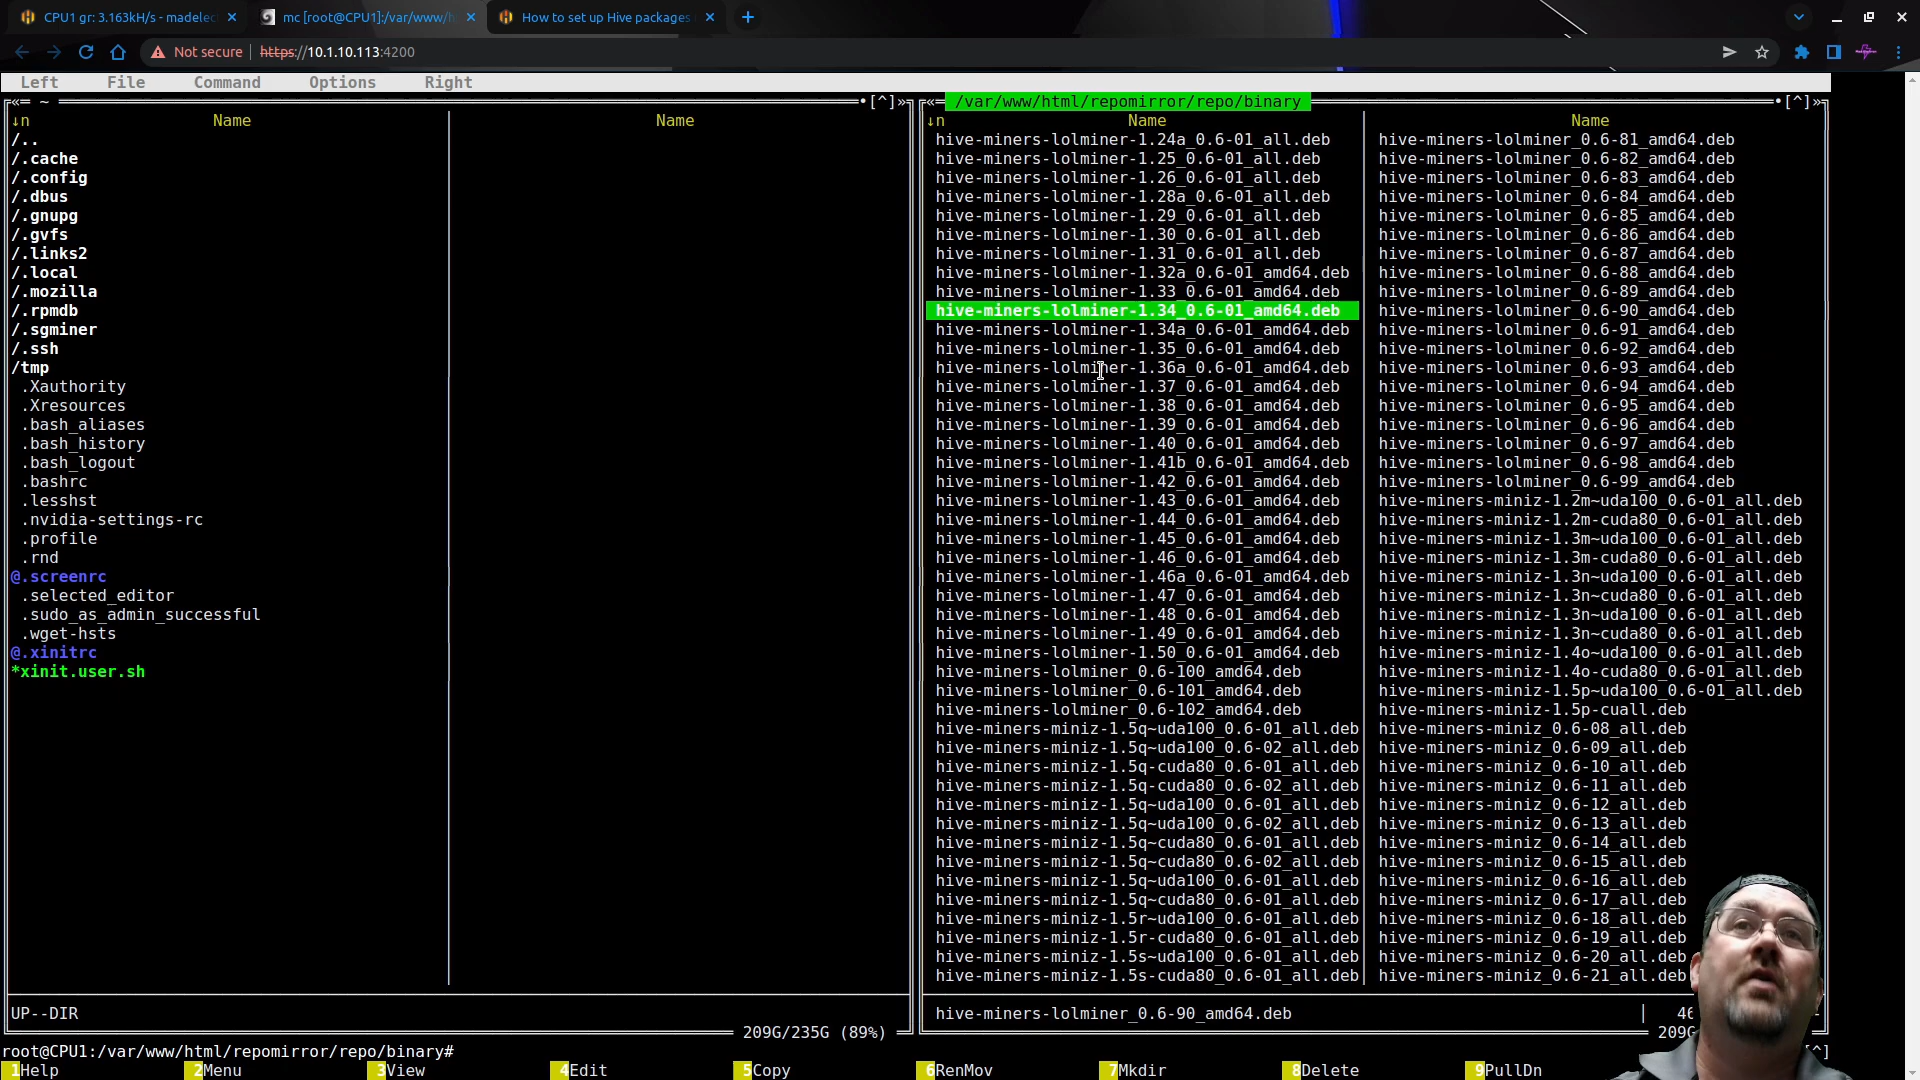 CPU1 gr: 3.163kH/s - madelec
mc [root@CPU1]:/var/www/h
How to set up Hive packages
Not secure
https://10.1.10.113:4200
Left File Command Options Right
~
/var/www/html/repomirror/repo/binary
↓n Name Name
/..
/.cache
/.config
/.dbus
/.gnupg
/.gvfs
/.links2
/.local
/.mozilla
/.rpmdb
/.sgminer
/.ssh
/tmp
.Xauthority
.Xresources
.bash_aliases
.bash_history
.bash_logout
.bashrc
.lesshst
.nvidia-settings-rc
.profile
.rnd
@.screenrc
.selected_editor
.sudo_as_admin_successful
.wget-hsts
@.xinitrc
*xinit.user.sh
UP--DIR
209G/235G (89%)
↓n Name
hive-miners-lolminer-1.24a_0.6-01_all.deb
hive-miners-lolminer-1.25_0.6-01_all.deb
hive-miners-lolminer-1.26_0.6-01_all.deb
hive-miners-lolminer-1.28a_0.6-01_all.deb
hive-miners-lolminer-1.29_0.6-01_all.deb
hive-miners-lolminer-1.30_0.6-01_all.deb
hive-miners-lolminer-1.31_0.6-01_all.deb
hive-miners-lolminer-1.32a_0.6-01_amd64.deb
hive-miners-lolminer-1.33_0.6-01_amd64.deb
hive-miners-lolminer-1.34_0.6-01_amd64.deb
hive-miners-lolminer-1.34a_0.6-01_amd64.deb
hive-miners-lolminer-1.35_0.6-01_amd64.deb
hive-miners-lolminer-1.36a_0.6-01_amd64.deb
hive-miners-lolminer-1.37_0.6-01_amd64.deb
hive-miners-lolminer-1.38_0.6-01_amd64.deb
hive-miners-lolminer-1.39_0.6-01_amd64.deb
hive-miners-lolminer-1.40_0.6-01_amd64.deb
hive-miners-lolminer-1.41b_0.6-01_amd64.deb
hive-miners-lolminer-1.42_0.6-01_amd64.deb
hive-miners-lolminer-1.43_0.6-01_amd64.deb
hive-miners-lolminer-1.44_0.6-01_amd64.deb
hive-miners-lolminer-1.45_0.6-01_amd64.deb
hive-miners-lolminer-1.46_0.6-01_amd64.deb
hive-miners-lolminer-1.46a_0.6-01_amd64.deb
hive-miners-lolminer-1.47_0.6-01_amd64.deb
hive-miners-lolminer-1.48_0.6-01_amd64.deb
hive-miners-lolminer-1.49_0.6-01_amd64.deb
hive-miners-lolminer-1.50_0.6-01_amd64.deb
hive-miners-lolminer_0.6-100_amd64.deb
hive-miners-lolminer_0.6-101_amd64.deb
hive-miners-lolminer_0.6-102_amd64.deb
hive-miners-miniz-1.5q~uda100_0.6-01_all.deb
hive-miners-miniz-1.5q~uda100_0.6-02_all.deb
hive-miners-miniz-1.5q-cuda80_0.6-01_all.deb
hive-miners-miniz-1.5q-cuda80_0.6-02_all.deb
hive-miners-miniz-1.5q~uda100_0.6-01_all.deb
hive-miners-miniz-1.5q~uda100_0.6-02_all.deb
hive-miners-miniz-1.5q~cuda80_0.6-01_all.deb
hive-miners-miniz-1.5q~cuda80_0.6-02_all.deb
hive-miners-miniz-1.5q~uda100_0.6-01_all.deb
hive-miners-miniz-1.5q~cuda80_0.6-01_all.deb
hive-miners-miniz-1.5r~uda100_0.6-01_all.deb
hive-miners-miniz-1.5r-cuda80_0.6-01_all.deb
hive-miners-miniz-1.5s~uda100_0.6-01_all.deb
hive-miners-miniz-1.5s-cuda80_0.6-01_all.deb
Name
hive-miners-lolminer_0.6-81_amd64.deb
hive-miners-lolminer_0.6-82_amd64.deb
hive-miners-lolminer_0.6-83_amd64.deb
hive-miners-lolminer_0.6-84_amd64.deb
hive-miners-lolminer_0.6-85_amd64.deb
hive-miners-lolminer_0.6-86_amd64.deb
hive-miners-lolminer_0.6-87_amd64.deb
hive-miners-lolminer_0.6-88_amd64.deb
hive-miners-lolminer_0.6-89_amd64.deb
hive-miners-lolminer_0.6-90_amd64.deb
hive-miners-lolminer_0.6-91_amd64.deb
hive-miners-lolminer_0.6-92_amd64.deb
hive-miners-lolminer_0.6-93_amd64.deb
hive-miners-lolminer_0.6-94_amd64.deb
hive-miners-lolminer_0.6-95_amd64.deb
hive-miners-lolminer_0.6-96_amd64.deb
hive-miners-lolminer_0.6-97_amd64.deb
hive-miners-lolminer_0.6-98_amd64.deb
hive-miners-lolminer_0.6-99_amd64.deb
hive-miners-miniz-1.2m~uda100_0.6-01_all.deb
hive-miners-miniz-1.2m-cuda80_0.6-01_all.deb
hive-miners-miniz-1.3m~uda100_0.6-01_all.deb
hive-miners-miniz-1.3m-cuda80_0.6-01_all.deb
hive-miners-miniz-1.3n~uda100_0.6-01_all.deb
hive-miners-miniz-1.3n~cuda80_0.6-01_all.deb
hive-miners-miniz-1.3n~uda100_0.6-01_all.deb
hive-miners-miniz-1.3n~cuda80_0.6-01_all.deb
hive-miners-miniz-1.4o~uda100_0.6-01_all.deb
hive-miners-miniz-1.4o-cuda80_0.6-01_all.deb
hive-miners-miniz-1.5p~uda100_0.6-01_all.deb
hive-miners-miniz-1.5p-cuall.deb
hive-miners-miniz_0.6-08_all.deb
hive-miners-miniz_0.6-09_all.deb
hive-miners-miniz_0.6-10_all.deb
hive-miners-miniz_0.6-11_all.deb
hive-miners-miniz_0.6-12_all.deb
hive-miners-miniz_0.6-13_all.deb
hive-miners-miniz_0.6-14_all.deb
hive-miners-miniz_0.6-15_all.deb
hive-miners-miniz_0.6-16_all.deb
hive-miners-miniz_0.6-17_all.deb
hive-miners-miniz_0.6-18_all.deb
hive-miners-miniz_0.6-19_all.deb
hive-miners-miniz_0.6-20_all.deb
hive-miners-miniz_0.6-21_all.deb
hive-miners-lolminer_0.6-90_amd64.deb
209G
root@CPU1:/var/www/html/repomirror/repo/binary#
[^]
1Help 2Menu 3View 4Edit 5Copy 6RenMov 7Mkdir 8Delete 9PullDn